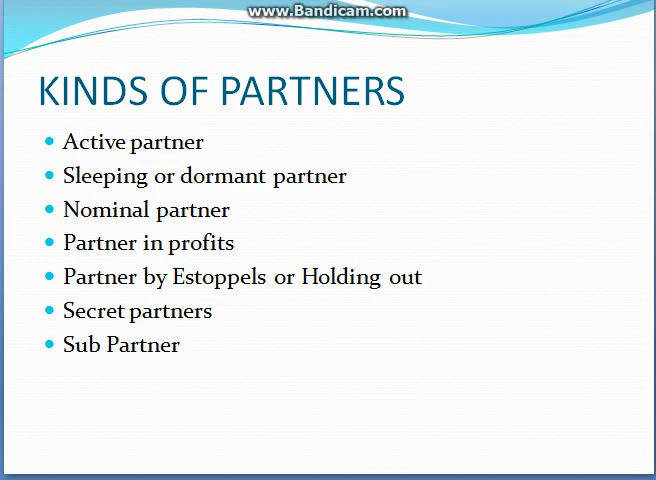 www.Bandicam.com
KINDS OF PARTNERS
Active partner
Sleeping or dormant partner
Nominal partner
Partner in profits
Partner by Estoppels or Holding out
Secret partners
Sub Partner